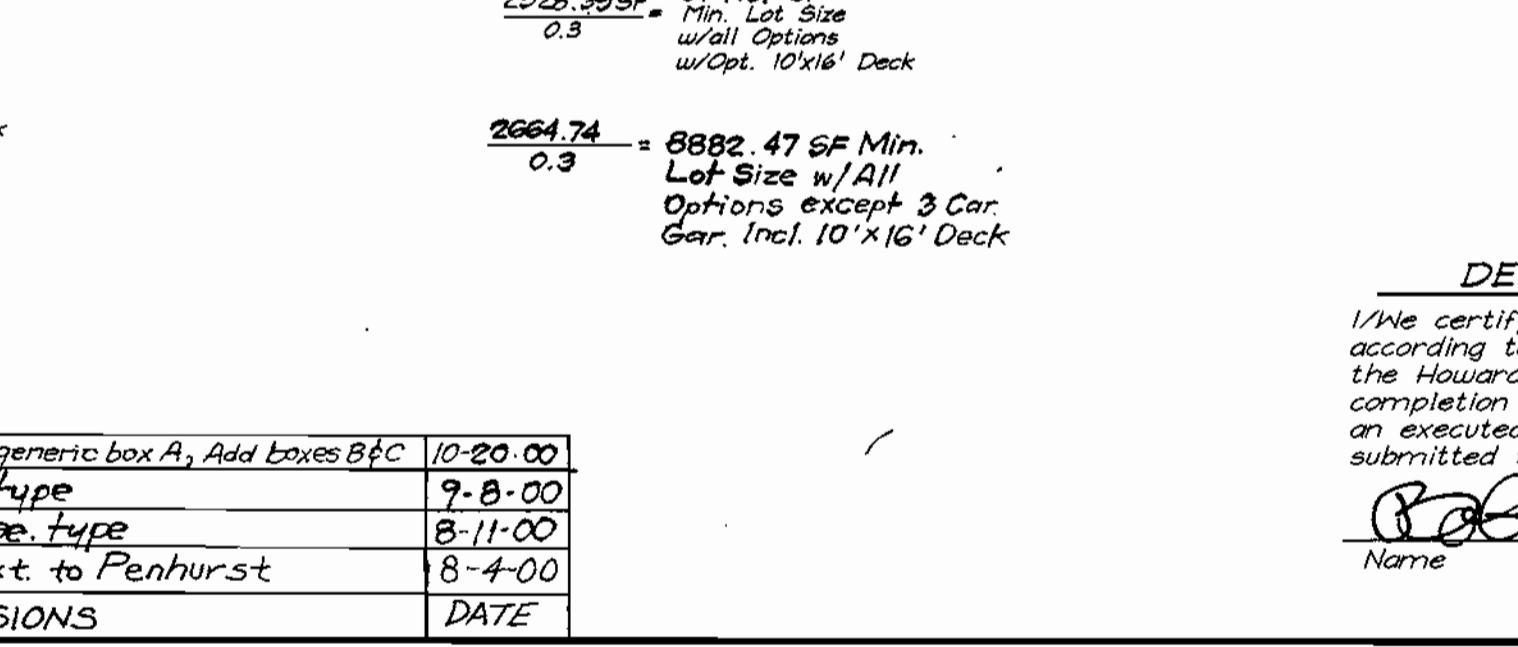 0.3
Min. Lot Size
w/all Options
w/Opt. 10'x16' Deck
2664.74
0.3
= 8882.47 SF Min.
Lot Size w/All
Options except 3 Car.
Gar. Incl. 10'x16' Deck
DE
I/We certify
according t
the Howard
completion
an executed
submitted
Name
generic box A, Add boxes B&C 10-20-00
type 9-8-00
e. type 8-11-00
t. to Penhurst 8-4-00
SIONS DATE